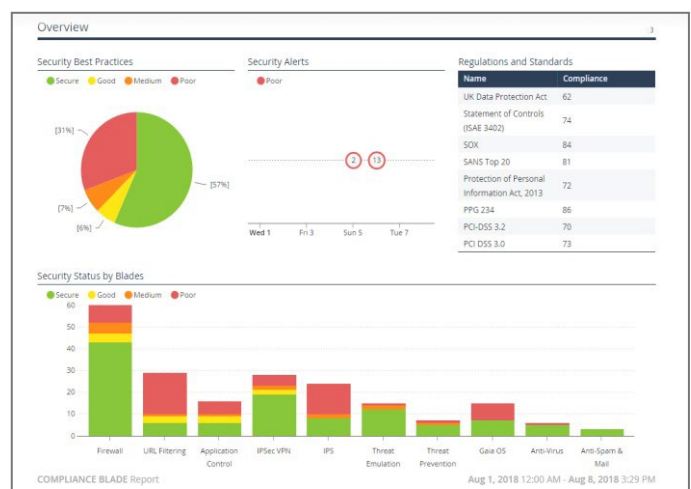 Overview
3
Security Best Practices
Secure Good Medium Poor
[31%]
[57%]
[7%]
[6%]
Security Alerts
Poor
2 13
Wed 1 Fri 3 Sun 5 Tue 7
Regulations and Standards
Name Compliance
UK Data Protection Act 62
Statement of Controls
(ISAE 3402) 74
SOX 84
SANS Top 20 81
Protection of Personal
Information Act, 2013 72
PPG 234 86
PCI-DSS 3.2 70
PCI DSS 3.0 73
Security Status by Blades
Secure Good Medium Poor
60
50
40
30
20
10
0
Firewall URL Filtering Application IPSec VPN IPS Threat Threat Gaia OS Anti-Virus Anti-Spam &
Control Emulation Prevention Mail
COMPLIANCE BLADE Report Aug 1, 2018 12:00 AM - Aug 8, 2018 3:29 PM